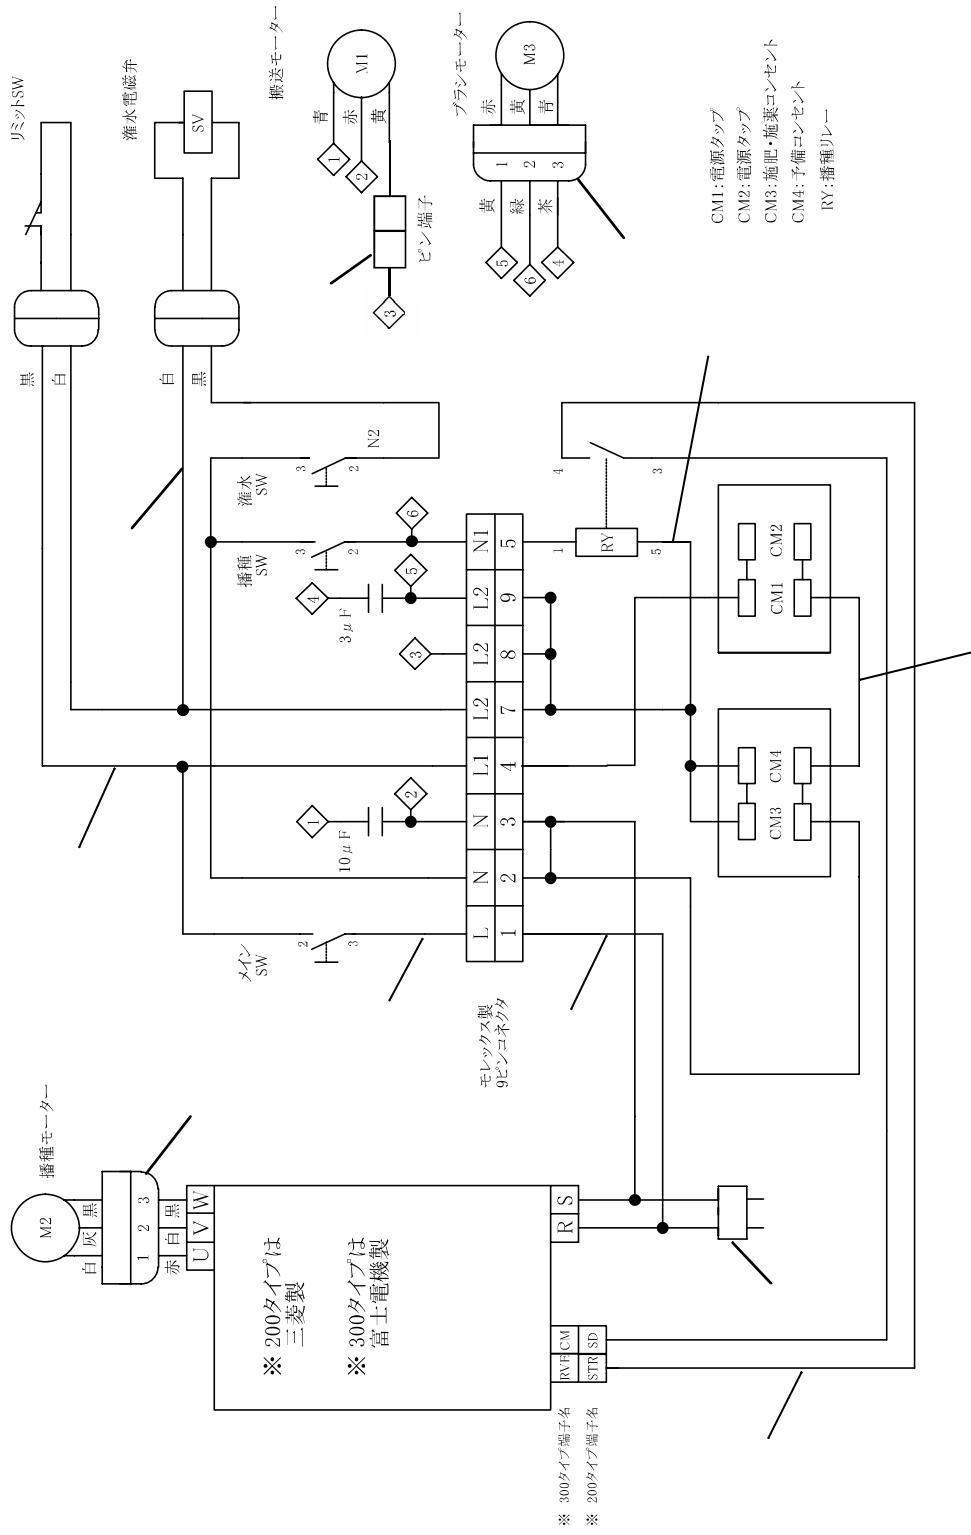 播種モーター
M2
白
灰
黒
1
2
3
赤
白
黒
U
V
W
※ 200タイプは
三菱製
※ 300タイプは
富士電機製
R
S
RVF
CM
STR
SD
※ 300タイプ端子名
※ 200タイプ端子名
メイン
SW
2
3
モレックス製
9ピンコネクタ
L
N
N
L1
L2
L2
L2
N1
1
2
3
4
7
8
9
5
1
10μF
2
3
4
3μF
5
6
播種
SW
3
2
潅水
SW
3
2
N2
黒
白
白
黒
リミットSW
潅水電磁弁
SV
搬送モーター
M1
青
赤
黄
1
2
3
ピン端子
ブラシモーター
M3
赤
黄
青
1
2
3
黄
緑
茶
5
6
4
RY
1
5
4
3
CM3
CM4
CM1
CM2
CM1:電源タップ
CM2:電源タップ
CM3:施肥・施薬コンセント
CM4:予備コンセント
RY:播種リレー